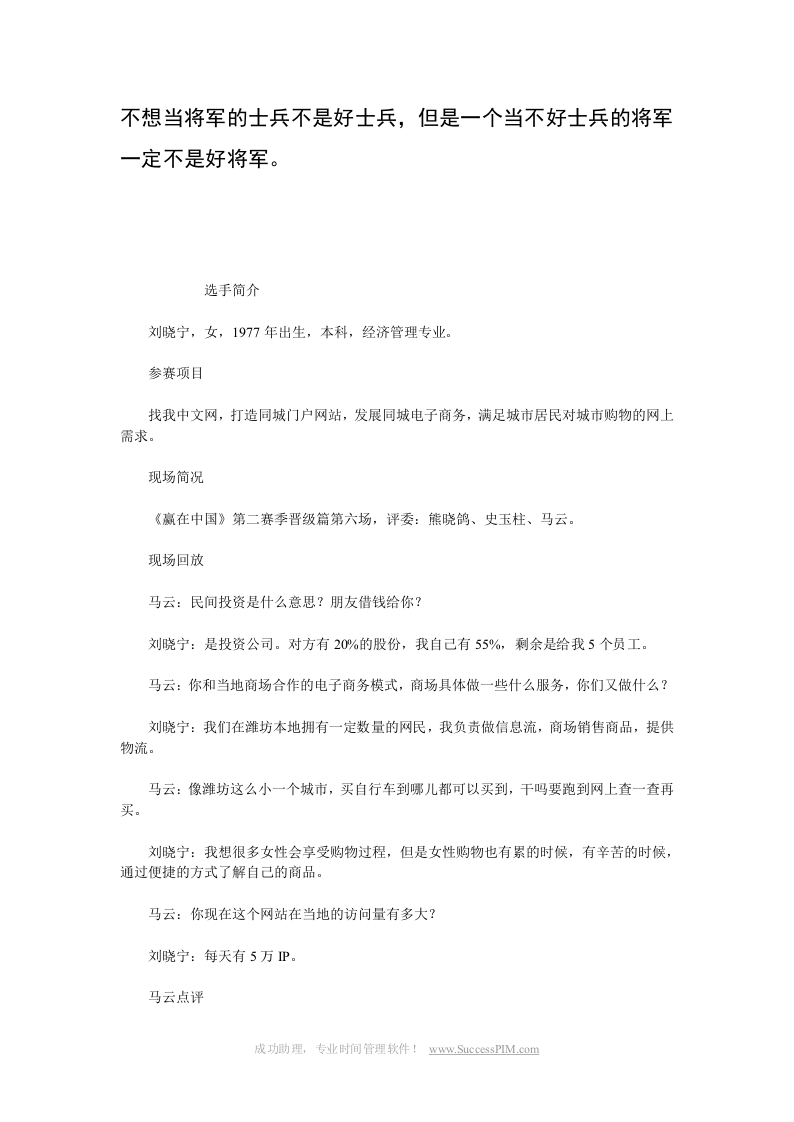 不想当将军的士兵不是好士兵，但是一个当不好士兵的将军
一定不是好将军。
选手简介
刘晓宁，女，1977 年出生，本科，经济管理专业。
参赛项目
找我中文网，打造同城门户网站，发展同城电子商务，满足城市居民对城市购物的网上
需求。
现场简况
《赢在中国》第二赛季晋级篇第六场，评委：熊晓鸽、史玉柱、马云。
现场回放
马云：民间投资是什么意思？朋友借钱给你？
刘晓宁：是投资公司。对方有 20%的股份，我自己有 55%，剩余是给我 5 个员工。
马云：你和当地商场合作的电子商务模式，商场具体做一些什么服务，你们又做什么？
刘晓宁：我们在潍坊本地拥有一定数量的网民，我负责做信息流，商场销售商品，提供
物流。
马云：像潍坊这么小一个城市，买自行车到哪儿都可以买到，干吗要跑到网上查一查再
买。
刘晓宁：我想很多女性会享受购物过程，但是女性购物也有累的时候，有辛苦的时候，
通过便捷的方式了解自己的商品。
马云：你现在这个网站在当地的访问量有多大？
刘晓宁：每天有 5 万 IP。
马云点评
成功助理，专业时间管理软件！ www.SuccessPIM.com